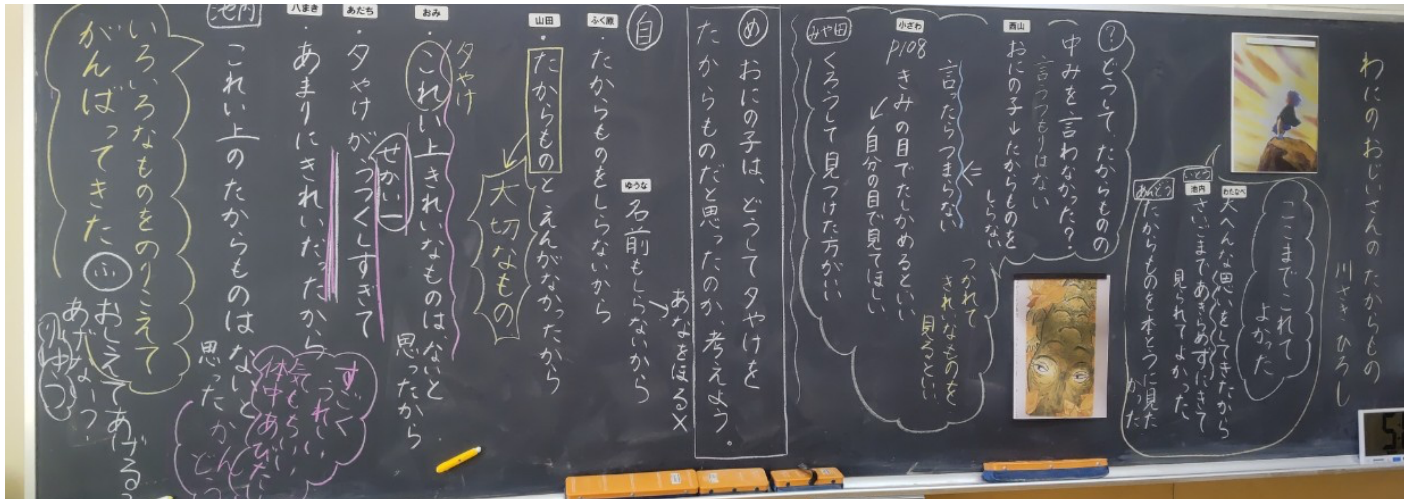 わにのおじいさんのたからもの
川さき ひろし
ここまでこれて
よかった
わたなべ
大へんな思いをしてきたから
いとう
池内
さいごまであきらめずにきて
見られてよかった
あんどう
たからものを本とうに見た
かった
？どうして、たからものの
中みを言わなかった？
言うつもりはない
西山
おにの子→たからものを
しらない
言ったらつまらない
小ざわ
P108 きみの目でたしかめるといい
自分の目で見てほしい
つかれて
きれいなものを、
見るといい
みや田
くろうして見つけた方がいい
め おにの子は、どうして夕やけを
たからものだと思ったのか、考えよう。
自
ゆうな
名前もしらないから
あなをほる×
ふく原
たからものをしらないから
山田
・たからものとえんがなかったから
大切なもの
夕やけ
おみ
これい上きれいなものは、ないと
思ったから
せかい一
あだち
・夕やけがうつくしすぎて
八まき
・あまりにきれいだったから
池内
これい上のたからものはないと
思ったから
すごく
うれしい
気もちいい
体中あびた
いろいろなものをのりこえて
がんばってきた
ふ おしえてあげる
あげない